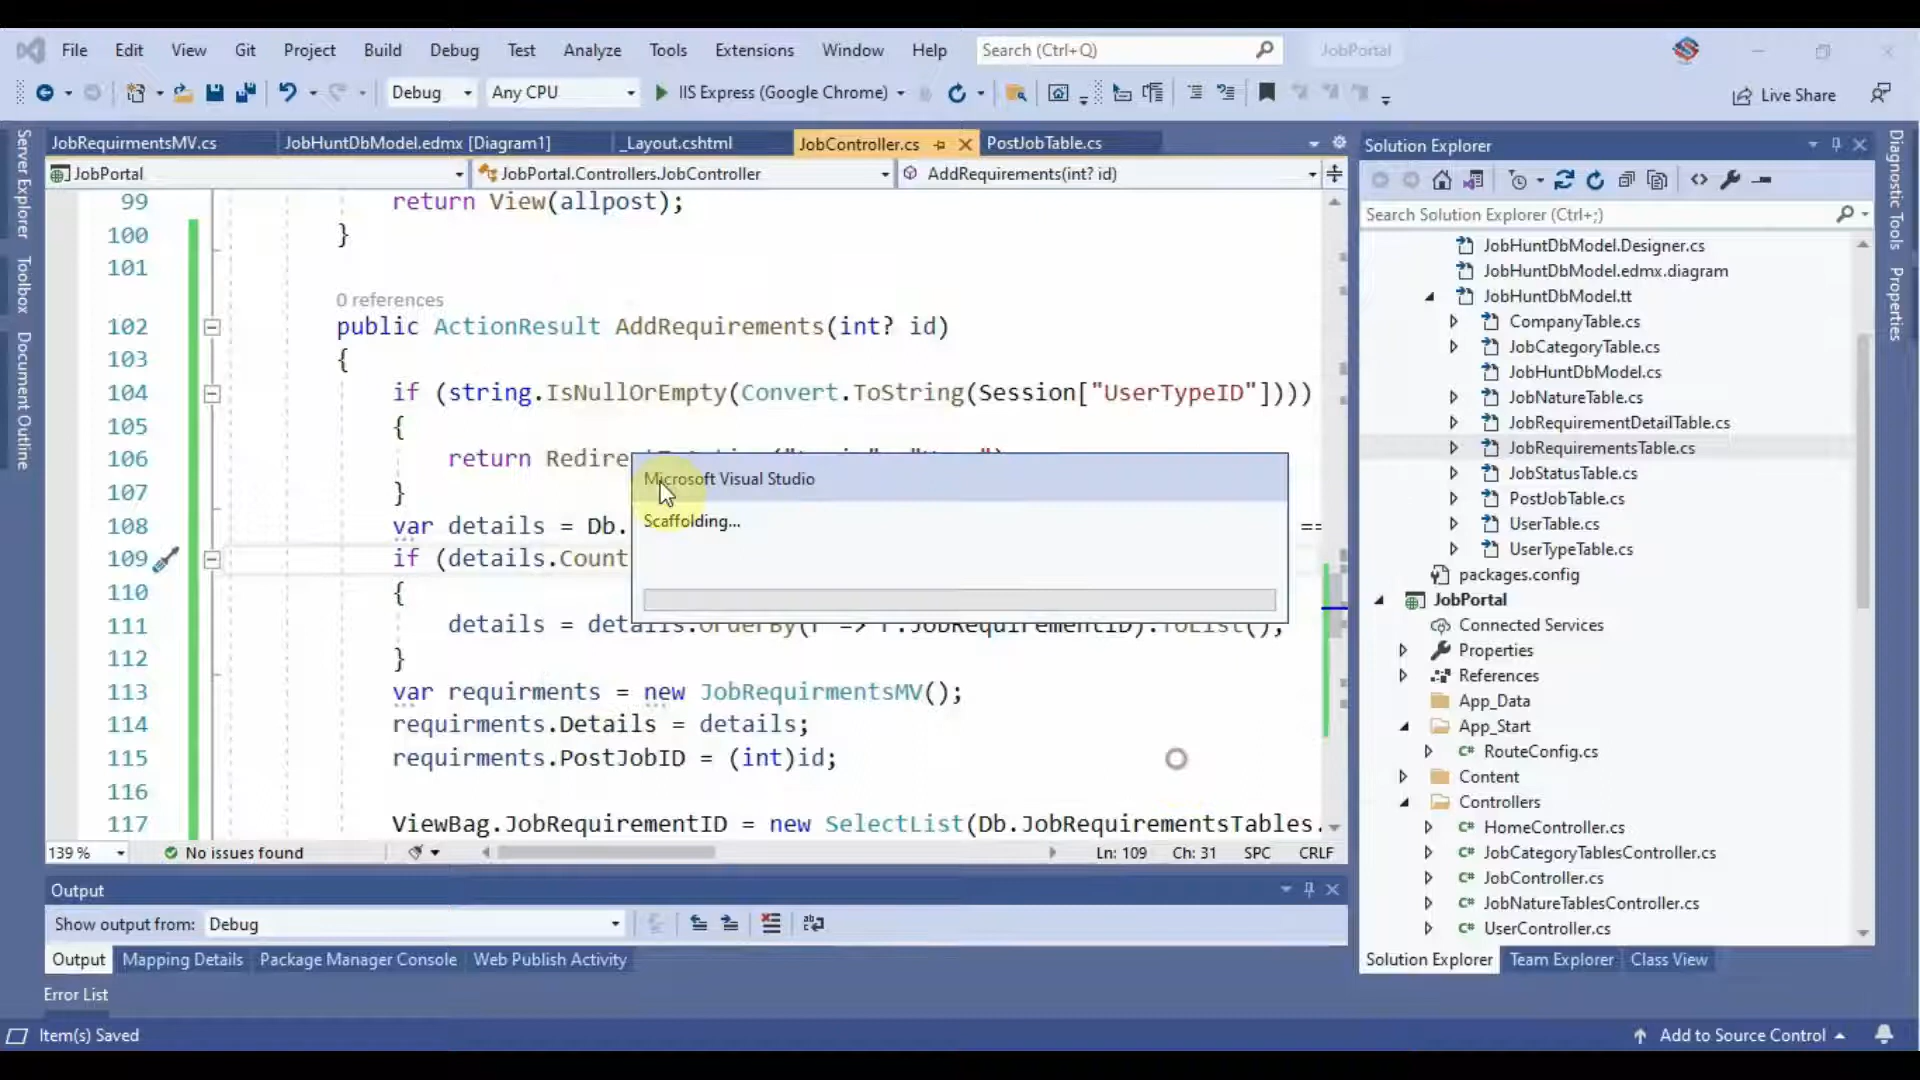 File Edit View Git Project Build Debug Test Analyze Tools Extensions Window Help Search (Ctrl+Q) JobPortal
Debug Any CPU IIS Express (Google Chrome) Live Share
JobRequirmentsMV.cs JobHuntDbModel.edmx [Diagram1] _Layout.cshtml JobController.cs PostJobTable.cs
JobPortal JobPortal.Controllers.JobController AddRequirements(int? id)
99 return View(allpost);
100 }
101
0 references
102 public ActionResult AddRequirements(int? id)
103 {
104 if (string.IsNullOrEmpty(Convert.ToString(Session["UserTypeID"])))
105 {
106 return Redire
107 }
108 var details = Db. ==
109 if (details.Count
110 {
111 details = details.OrderBy(r => r.JobRequirementID).ToList();
112 }
113 var requirments = new JobRequirmentsMV();
114 requirments.Details = details;
115 requirments.PostJobID = (int)id;
116
117 ViewBag.JobRequirementID = new SelectList(Db.JobRequirementsTables.
Microsoft Visual Studio
Scaffolding...
139 % No issues found Ln: 109 Ch: 31 SPC CRLF
Output
Show output from: Debug
Output Mapping Details Package Manager Console Web Publish Activity
Error List
Item(s) Saved Add to Source Control
Server Explorer
Toolbox
Document Outline
Solution Explorer
Search Solution Explorer (Ctrl+;)
JobHuntDbModel.Designer.cs
JobHuntDbModel.edmx.diagram
JobHuntDbModel.tt
CompanyTable.cs
JobCategoryTable.cs
JobHuntDbModel.cs
JobNatureTable.cs
JobRequirementDetailTable.cs
JobRequirementsTable.cs
JobStatusTable.cs
PostJobTable.cs
UserTable.cs
UserTypeTable.cs
packages.config
JobPortal
Connected Services
Properties
References
App_Data
App_Start
RouteConfig.cs
Content
Controllers
HomeController.cs
JobCategoryTablesController.cs
JobController.cs
JobNatureTablesController.cs
UserController.cs
Solution Explorer Team Explorer Class View
Diagnostic Tools
Properties